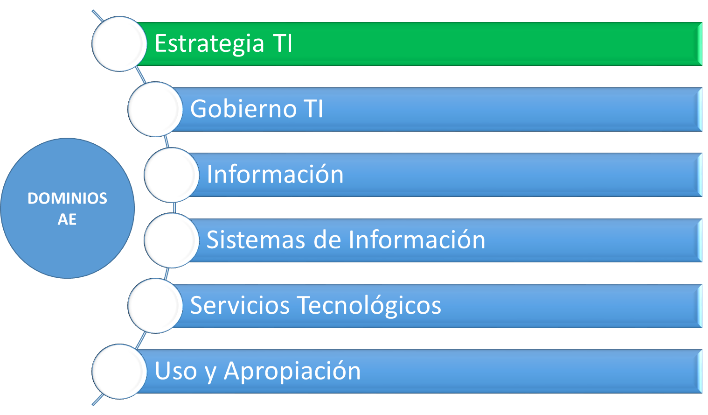 Estrategia TI
Gobierno TI
Información
DOMINIOS
AE
Sistemas de Información
Servicios Tecnológicos
Uso y Apropiación